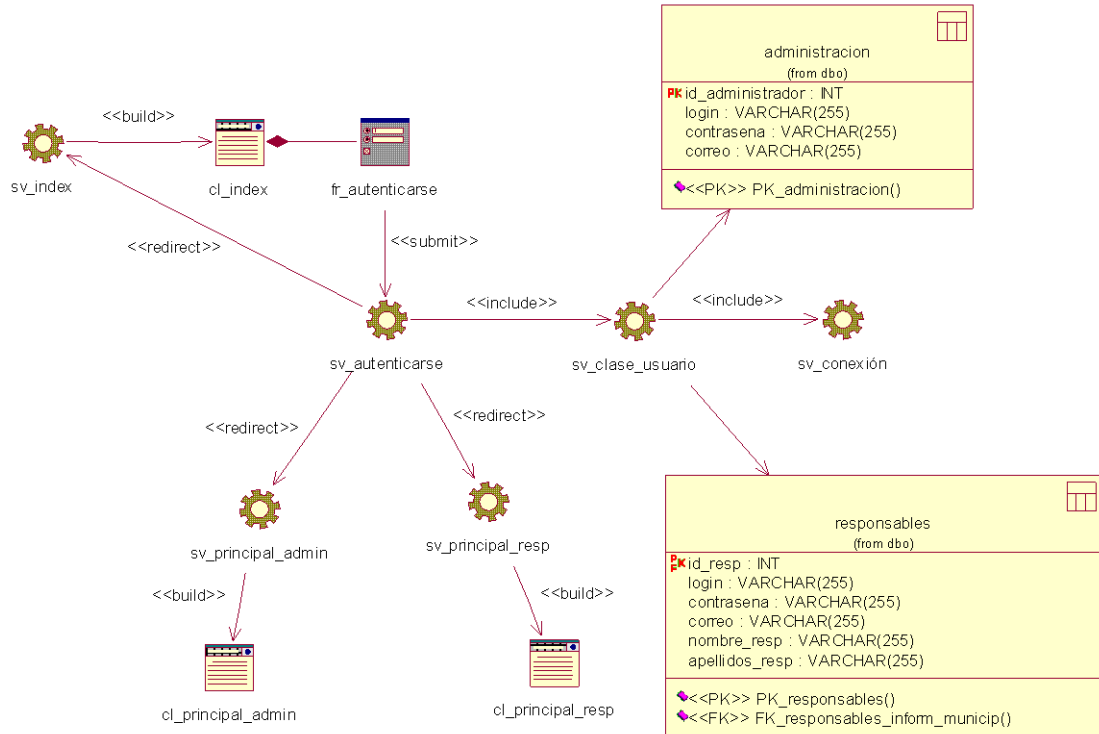 administracion
(from dbo)
PK id_administrador : INT
login : VARCHAR(255)
contrasena : VARCHAR(255)
correo : VARCHAR(255)
<<PK>> PK_administracion()
<<build>>
sv_index
cl_index
fr_autenticarse
<<redirect>>
<<submit>>
<<include>>
<<include>>
sv_autenticarse
sv_clase_usuario
sv_conexión
<<redirect>>
<<redirect>>
sv_principal_admin
sv_principal_resp
<<build>>
<<build>>
cl_principal_admin
cl_principal_resp
responsables
(from dbo)
PFK id_resp : INT
login : VARCHAR(255)
contrasena : VARCHAR(255)
correo : VARCHAR(255)
nombre_resp : VARCHAR(255)
apellidos_resp : VARCHAR(255)
<<PK>> PK_responsables()
<<FK>> FK_responsables_inform_municip()